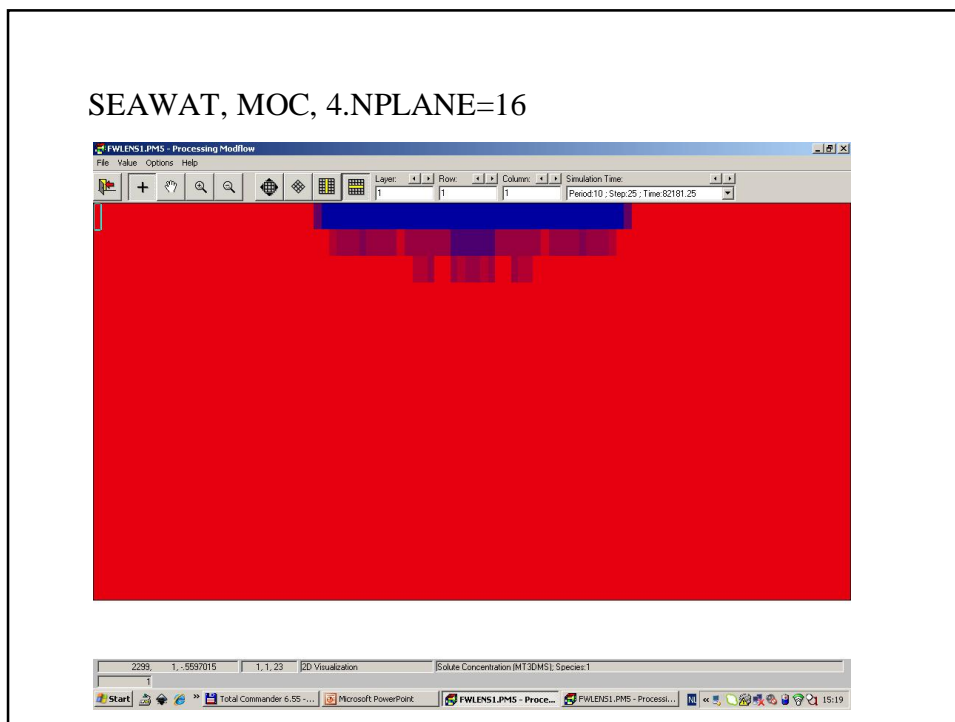 SEAWAT, MOC, 4.NPLANE=16
FWLENS1.PM5 - Processing Modflow
File Value Options Help
Layer: Row: Column: Simulation Time:
1 1 1 Period:10 ; Step:25 ; Time:82181.25
2299, 1,-.5597015 1, 1, 23 2D Visualization Solute Concentration (MT3DMS); Species:1
1
Start » Total Commander 6.55 -... Microsoft PowerPoint FWLENS1.PM5 - Proce... FWLENS1.PM5 - Processi... NL « 15:19